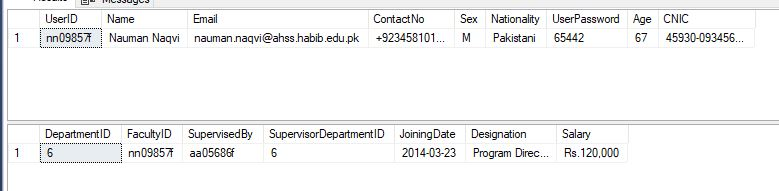 Messages
UserID Name Email ContactNo Sex Nationality UserPassword Age CNIC
1 nn09857f Nauman Naqvi nauman.naqvi@ahss.habib.edu.pk +923458101... M Pakistani 65442 67 45930-093456...
DepartmentID FacultyID SupervisedBy SupervisorDepartmentID JoiningDate Designation Salary
1 6 nn09857f aa05686f 6 2014-03-23 Program Direc... Rs.120,000